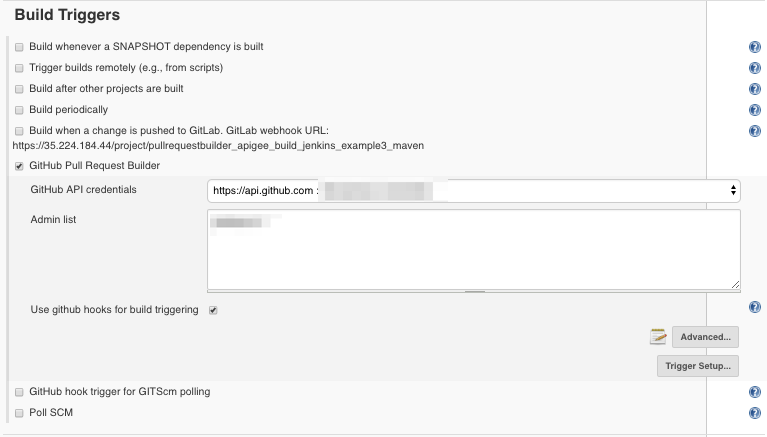 Build Triggers
Build whenever a SNAPSHOT dependency is built
Trigger builds remotely (e.g., from scripts)
Build after other projects are built
Build periodically
Build when a change is pushed to GitLab. GitLab webhook URL:
https://35.224.184.44/project/pullrequestbuilder_apigee_build_jenkins_example3_maven
GitHub Pull Request Builder
GitHub API credentials
https://api.github.com :
Admin list
Use github hooks for build triggering
Advanced...
Trigger Setup...
GitHub hook trigger for GITScm polling
Poll SCM